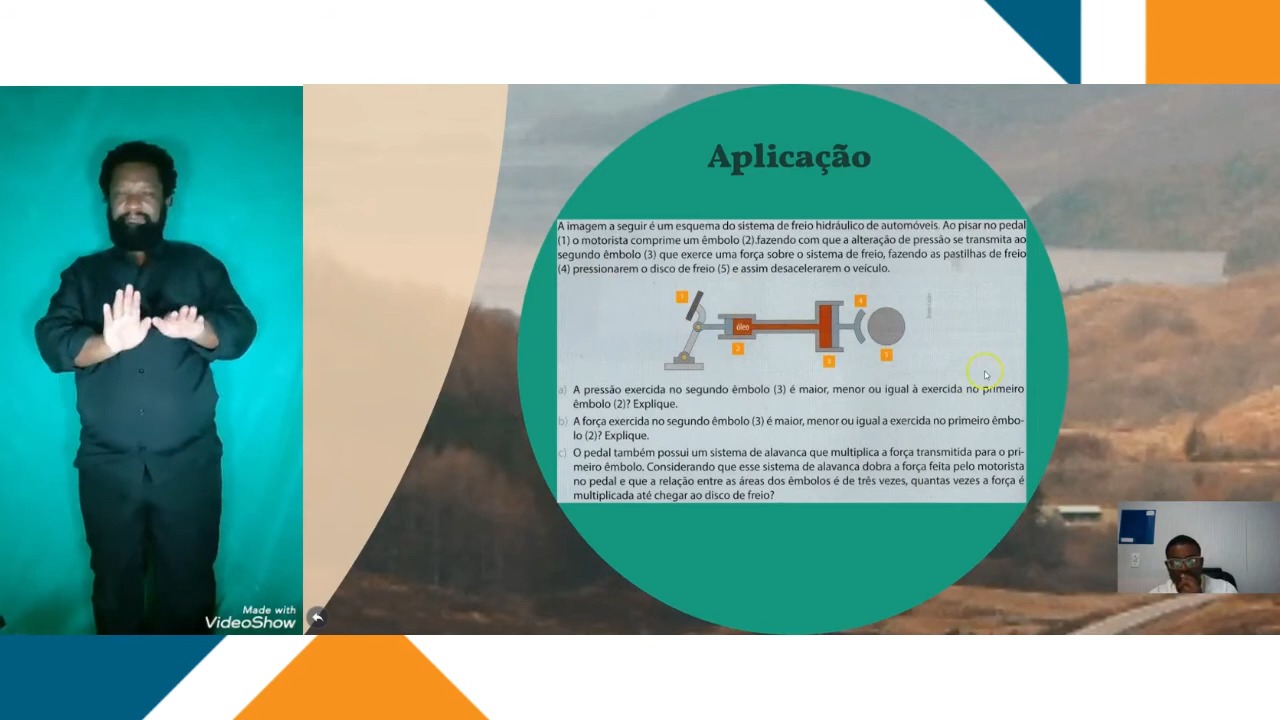 Aplicação
A imagem a seguir é um esquema do sistema de freio hidráulico de automóveis. Ao pisar no pedal
(1) o motorista comprime um êmbolo (2).fazendo com que a alteração de pressão se transmita ao
segundo êmbolo (3) que exerce uma força sobre o sistema de freio, fazendo as pastilhas de freio
(4) pressionarem o disco de freio (5) e assim desacelerarem o veículo.
1
4
óleo
2
3
5
a) A pressão exercida no segundo êmbolo (3) é maior, menor ou igual à exercida no primeiro
êmbolo (2)? Explique.
b) A força exercida no segundo êmbolo (3) é maior, menor ou igual a exercida no primeiro êmbo-
lo (2)? Explique.
c) O pedal também possui um sistema de alavanca que multiplica a força transmitida para o pri-
meiro êmbolo. Considerando que esse sistema de alavanca dobra a força feita pelo motorista
no pedal e que a relação entre as áreas dos êmbolos é de três vezes, quantas vezes a força é
multiplicada até chegar ao disco de freio?
Made with
VideoShow